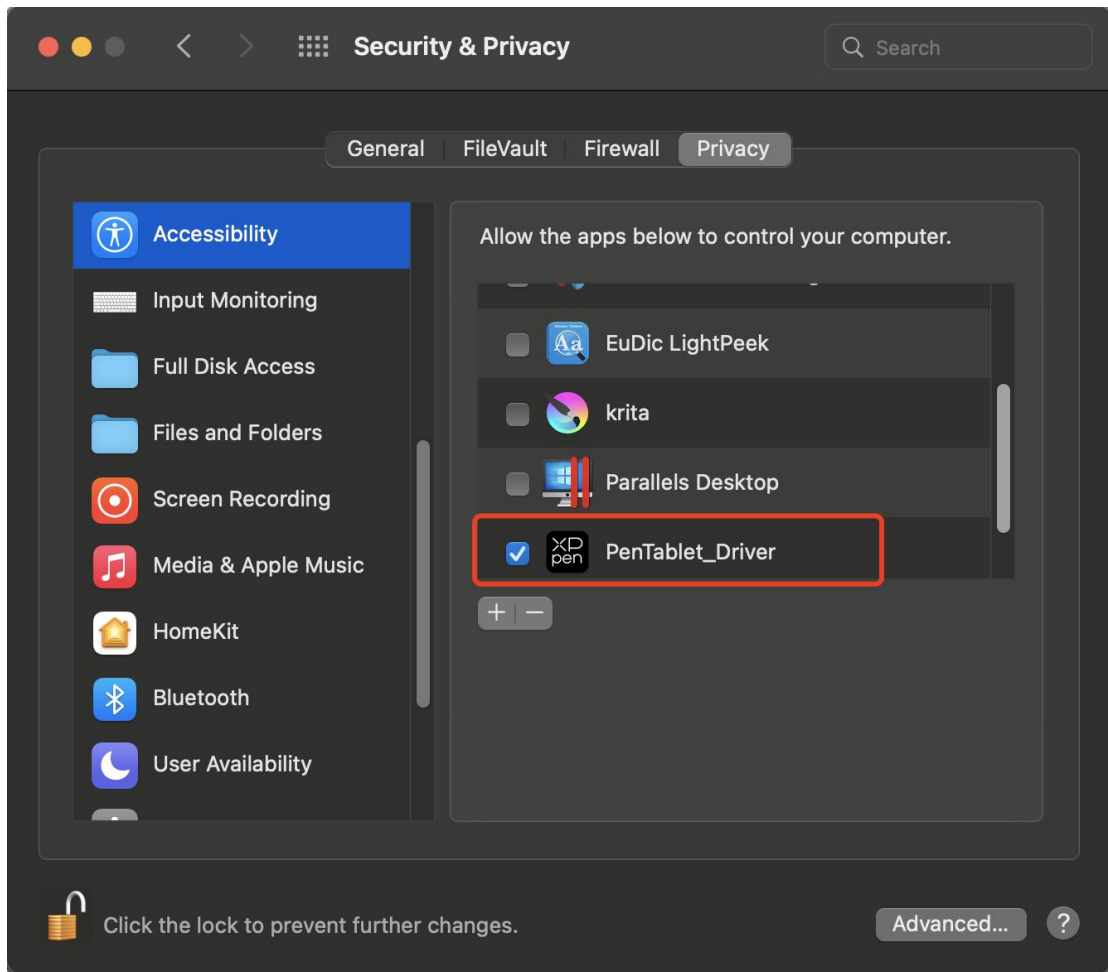 Security & Privacy
Search
General
FileVault
Firewall
Privacy
Accessibility
Input Monitoring
Full Disk Access
Files and Folders
Screen Recording
Media & Apple Music
HomeKit
Bluetooth
User Availability
Allow the apps below to control your computer.
Aa
EuDic LightPeek
krita
Parallels Desktop
XP
pen
PenTablet_Driver
Click the lock to prevent further changes.
Advanced...
?